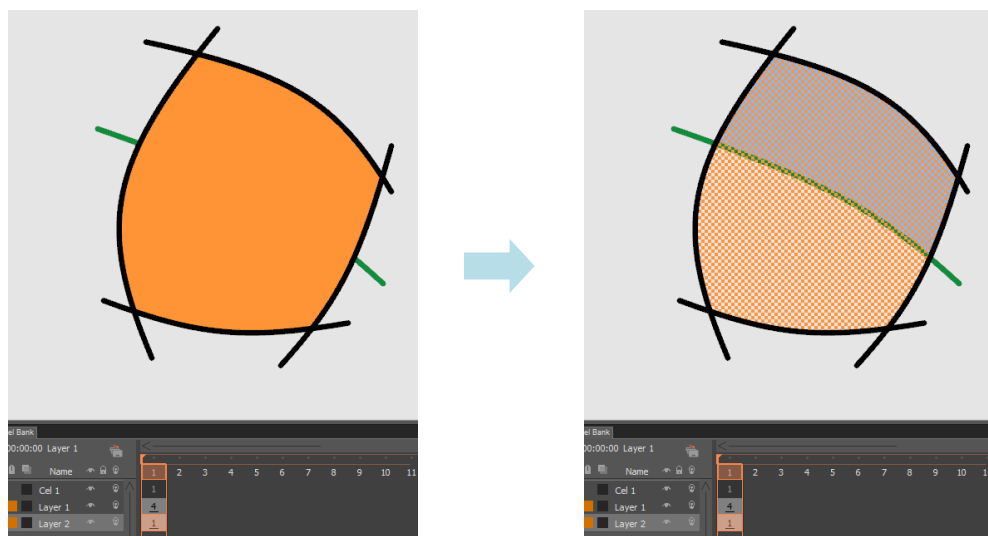 el Bank
00:00:00 Layer 1
Name 1 2 3 4 5 6 7 8 9 10 11
Cel 1 1
Layer 1 4
Layer 2 1
el Bank
00:00:00 Layer 1
Name 1 2 3 4 5 6 7 8 9 10
Cel 1 1
Layer 1 4
Layer 2 1